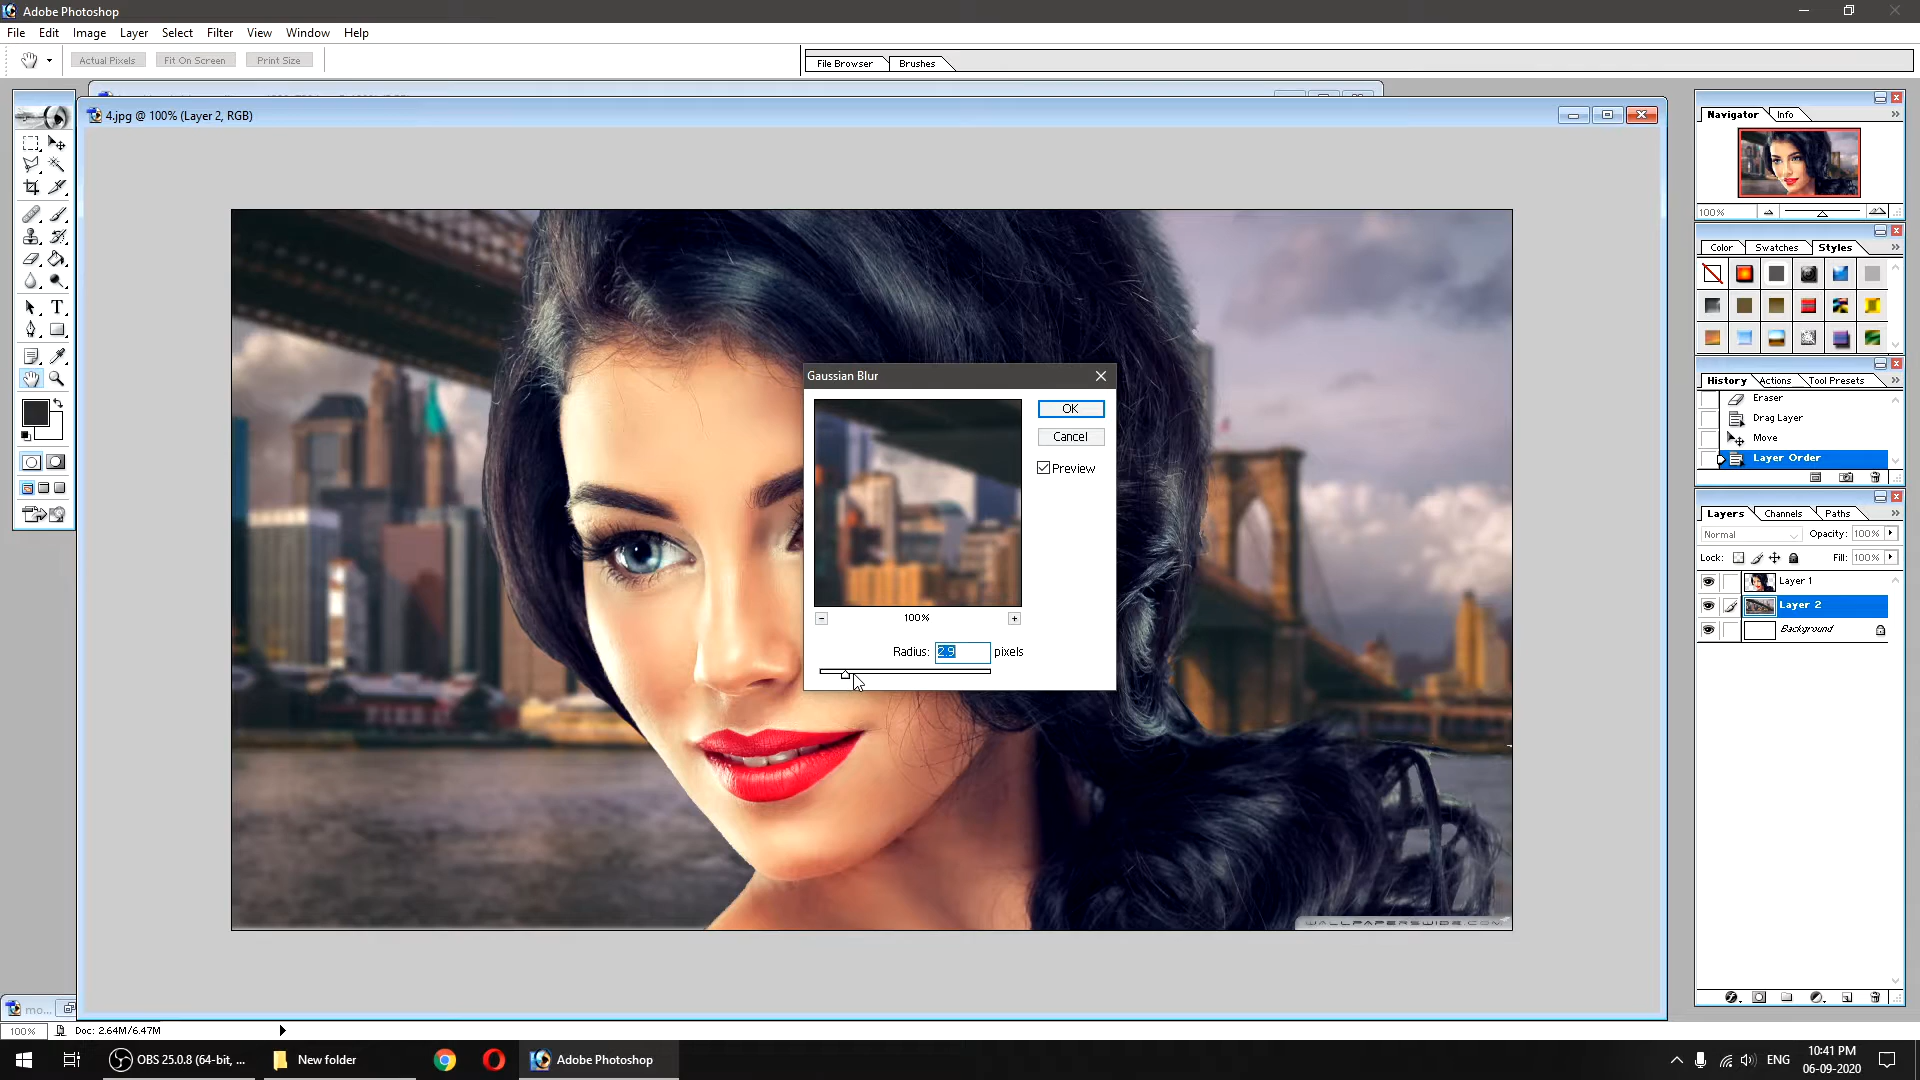 Adobe Photoshop
File Edit Image Layer Select Filter View Window Help
Actual Pixels Fit On Screen Print Size
File Browser Brushes
4.jpg @ 100% (Layer 2, RGB)
Navigator Info
100%
Color Swatches Styles
History Actions Tool Presets
Eraser
Drag Layer
Move
Layer Order
Layers Channels Paths
Normal Opacity: 100%
Lock: Fill: 100%
Layer 1
Layer 2
Background
Gaussian Blur
OK
Cancel
Preview
100%
Radius: 2.9 pixels
WALLPAPERSWIDE.COM
mo...
100% Doc: 2.64M/6.47M
OBS 25.0.8 (64-bit, ... New folder Adobe Photoshop ENG 10:41 PM
06-09-2020